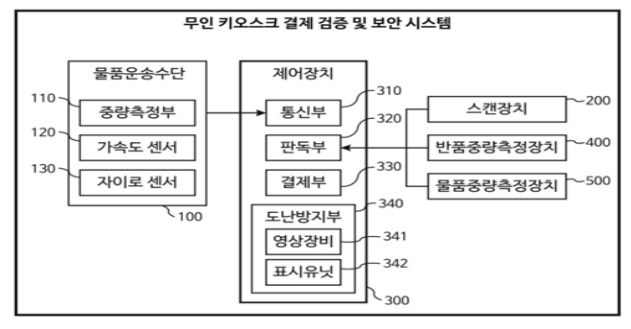 무인 키오스크 결제 검증 및 보안 시스템
물품운송수단
110
중량측정부
120
가속도 센서
130
자이로 센서
100
제어장치
310
통신부
320
판독부
330
결제부
340
도난방지부
341
영상장비
342
표시유닛
300
스캔장치
200
반품중량측정장치
400
물품중량측정장치
500